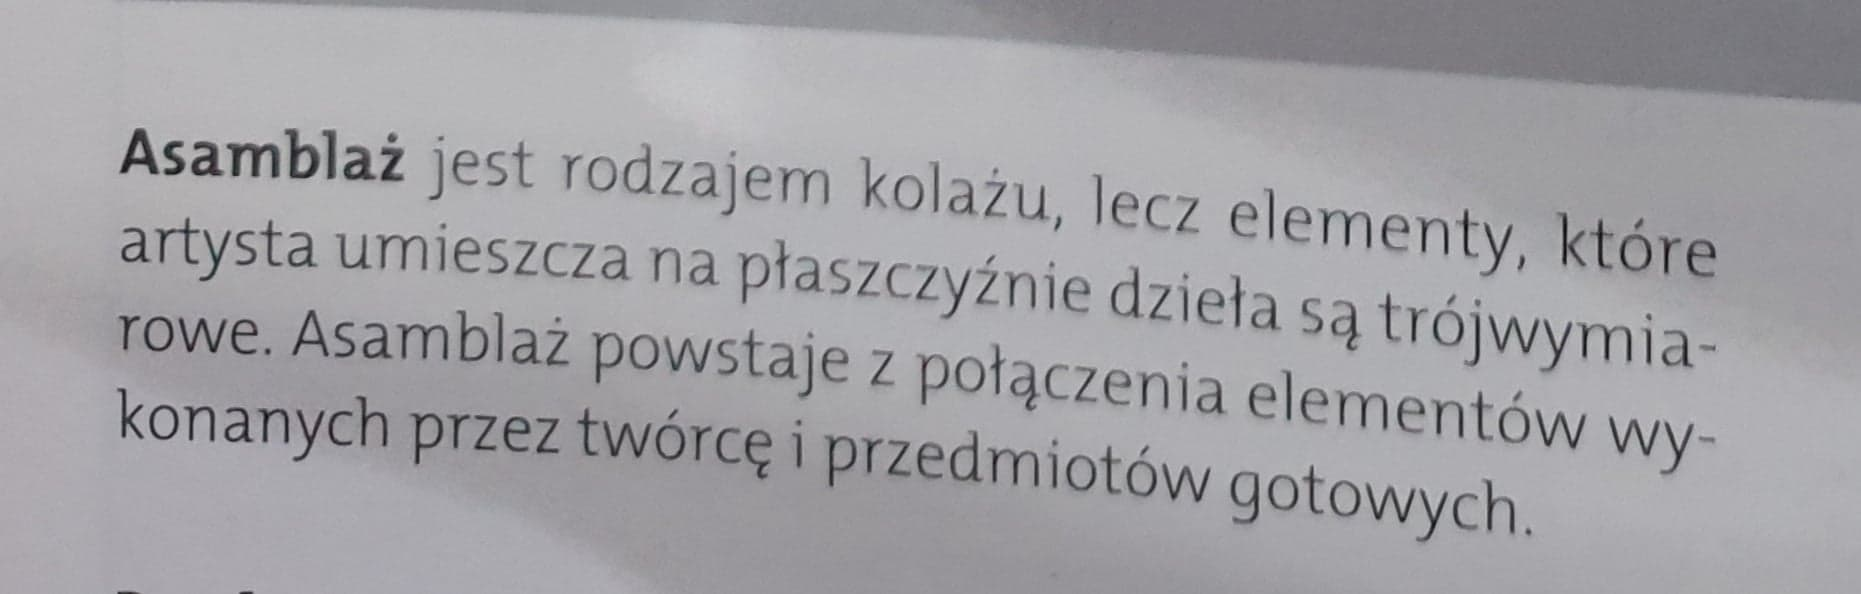 Asamblaż jest rodzajem kolażu, lecz elementy, które
artysta umieszcza na płaszczyźnie dzieła są trójwymia-
rowe. Asamblaż powstaje z połączenia elementów wy-
konanych przez twórcę i przedmiotów gotowych.